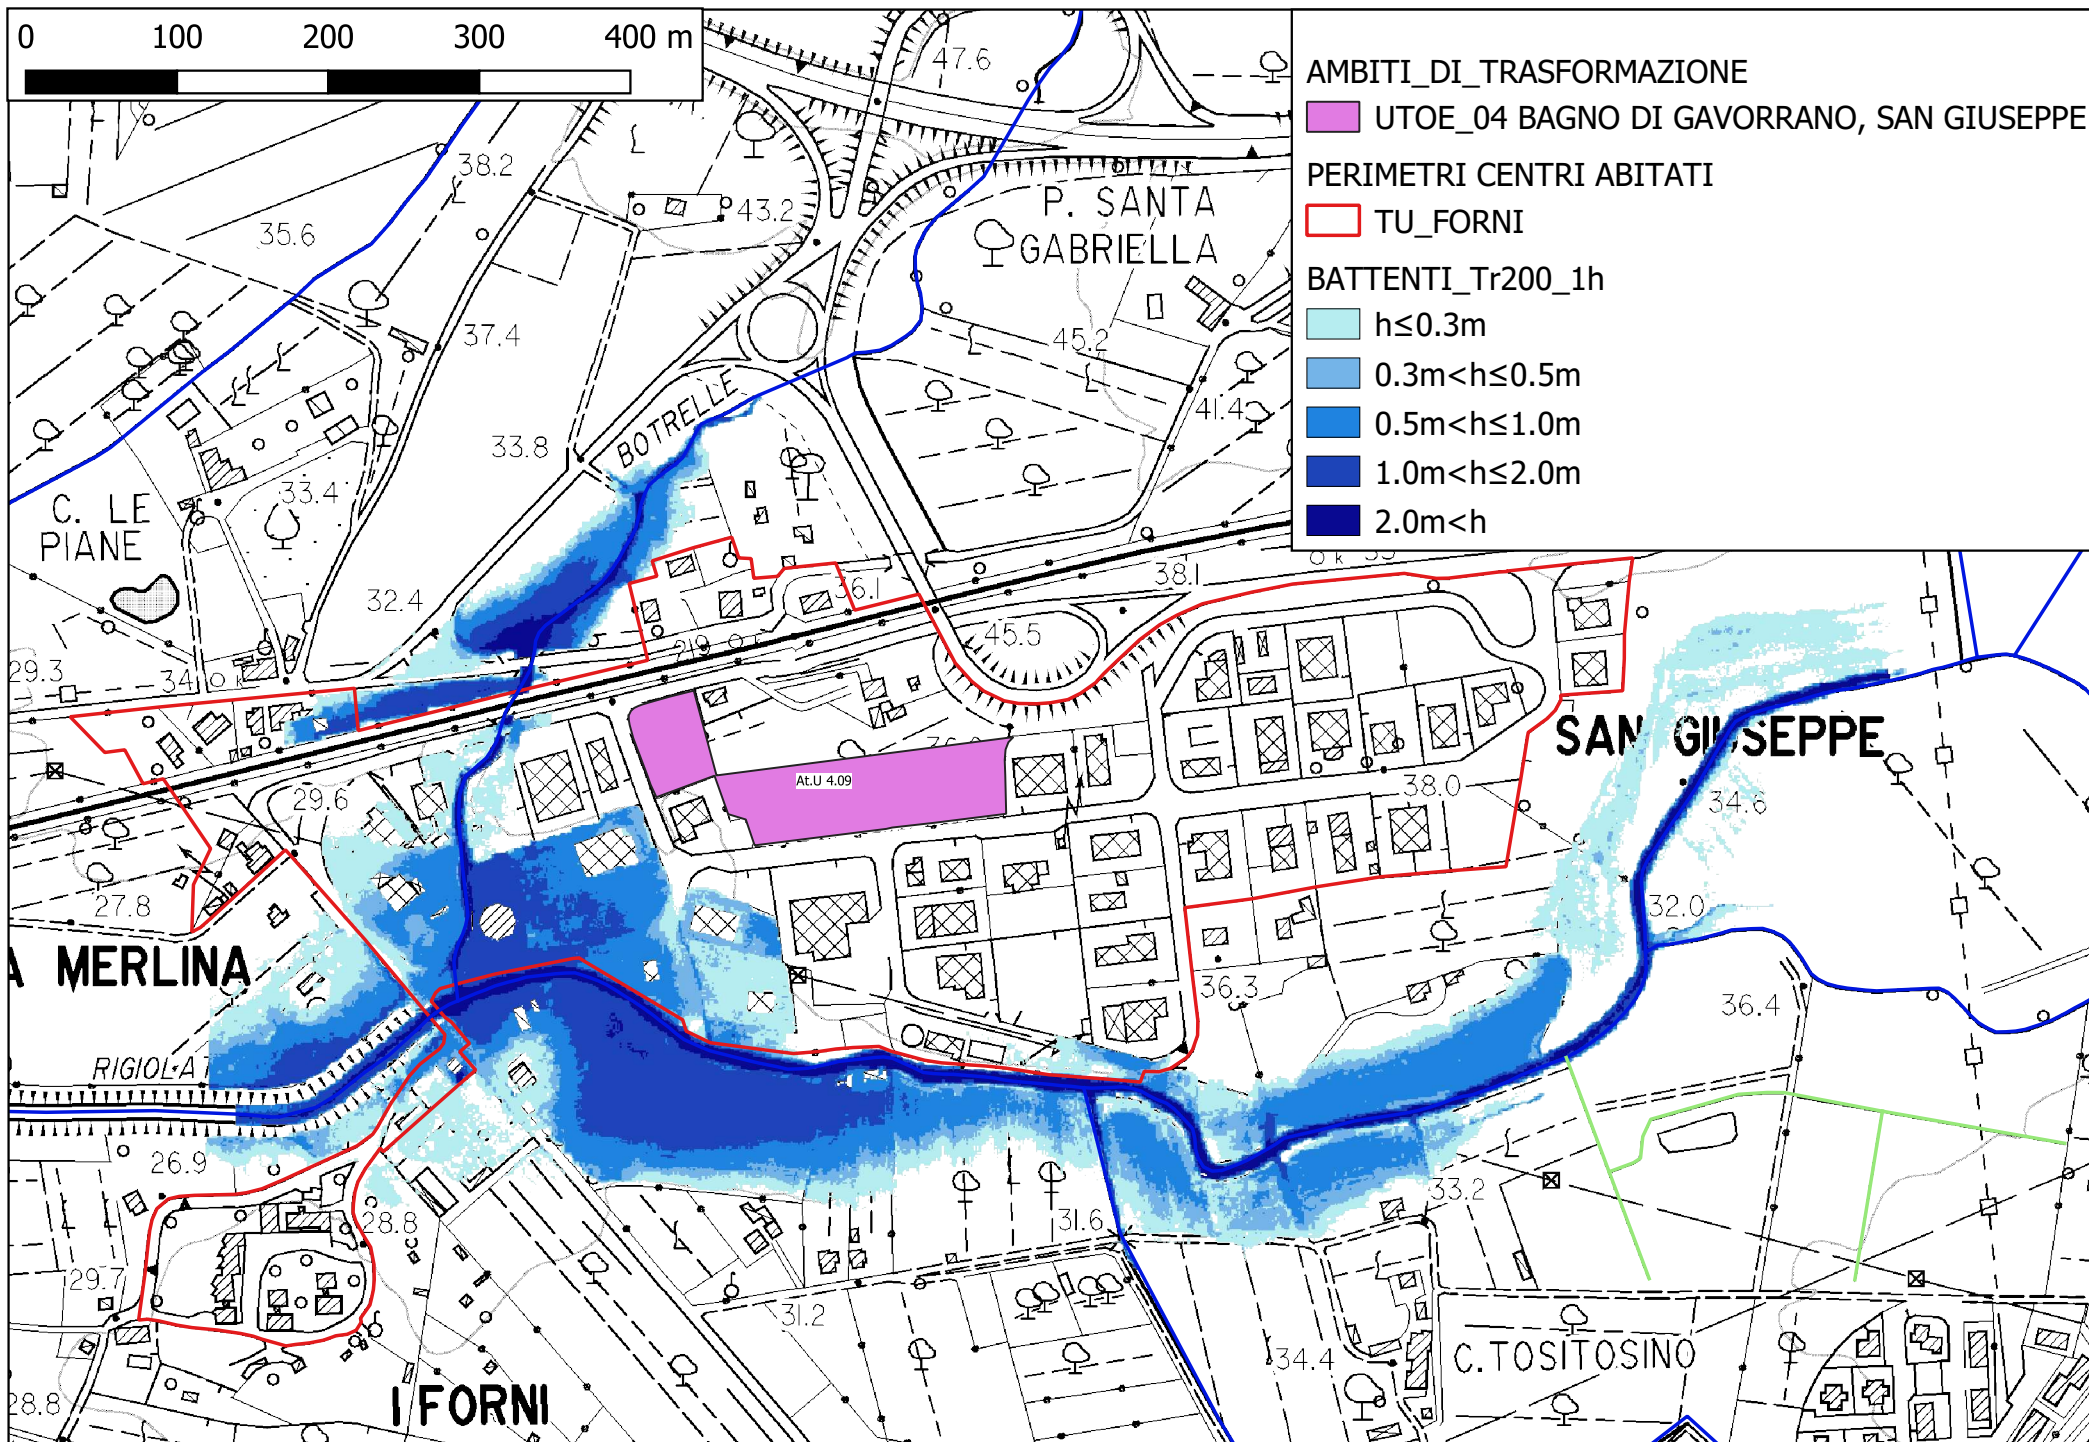 0 100 200 300 400 m
AMBITI_DI_TRASFORMAZIONE
UTOE_04 BAGNO DI GAVORRANO, SAN GIUSEPPE
PERIMETRI CENTRI ABITATI
TU_FORNI
BATTENTI_Tr200_1h
h≤0.3m
0.3m<h≤0.5m
0.5m<h≤1.0m
1.0m<h≤2.0m
2.0m<h
47.6
38.2
43.2
P. SANTA
GABRIELLA
35.6
37.4
45.2
41.4
BOTRELLE
33.8
33.4
C. LE
PIANE
32.4
36.1
38.1
45.5
29.3
34
SAN GIUSEPPE
At.U 4.09
29.6
38.0
34.6
27.8
32.0
A MERLINA
36.3
36.4
RIGIOLAT
26.9
33.2
28.8
31.6
29.7
31.2
34.4
C.TOSITOSINO
28.8
I FORNI